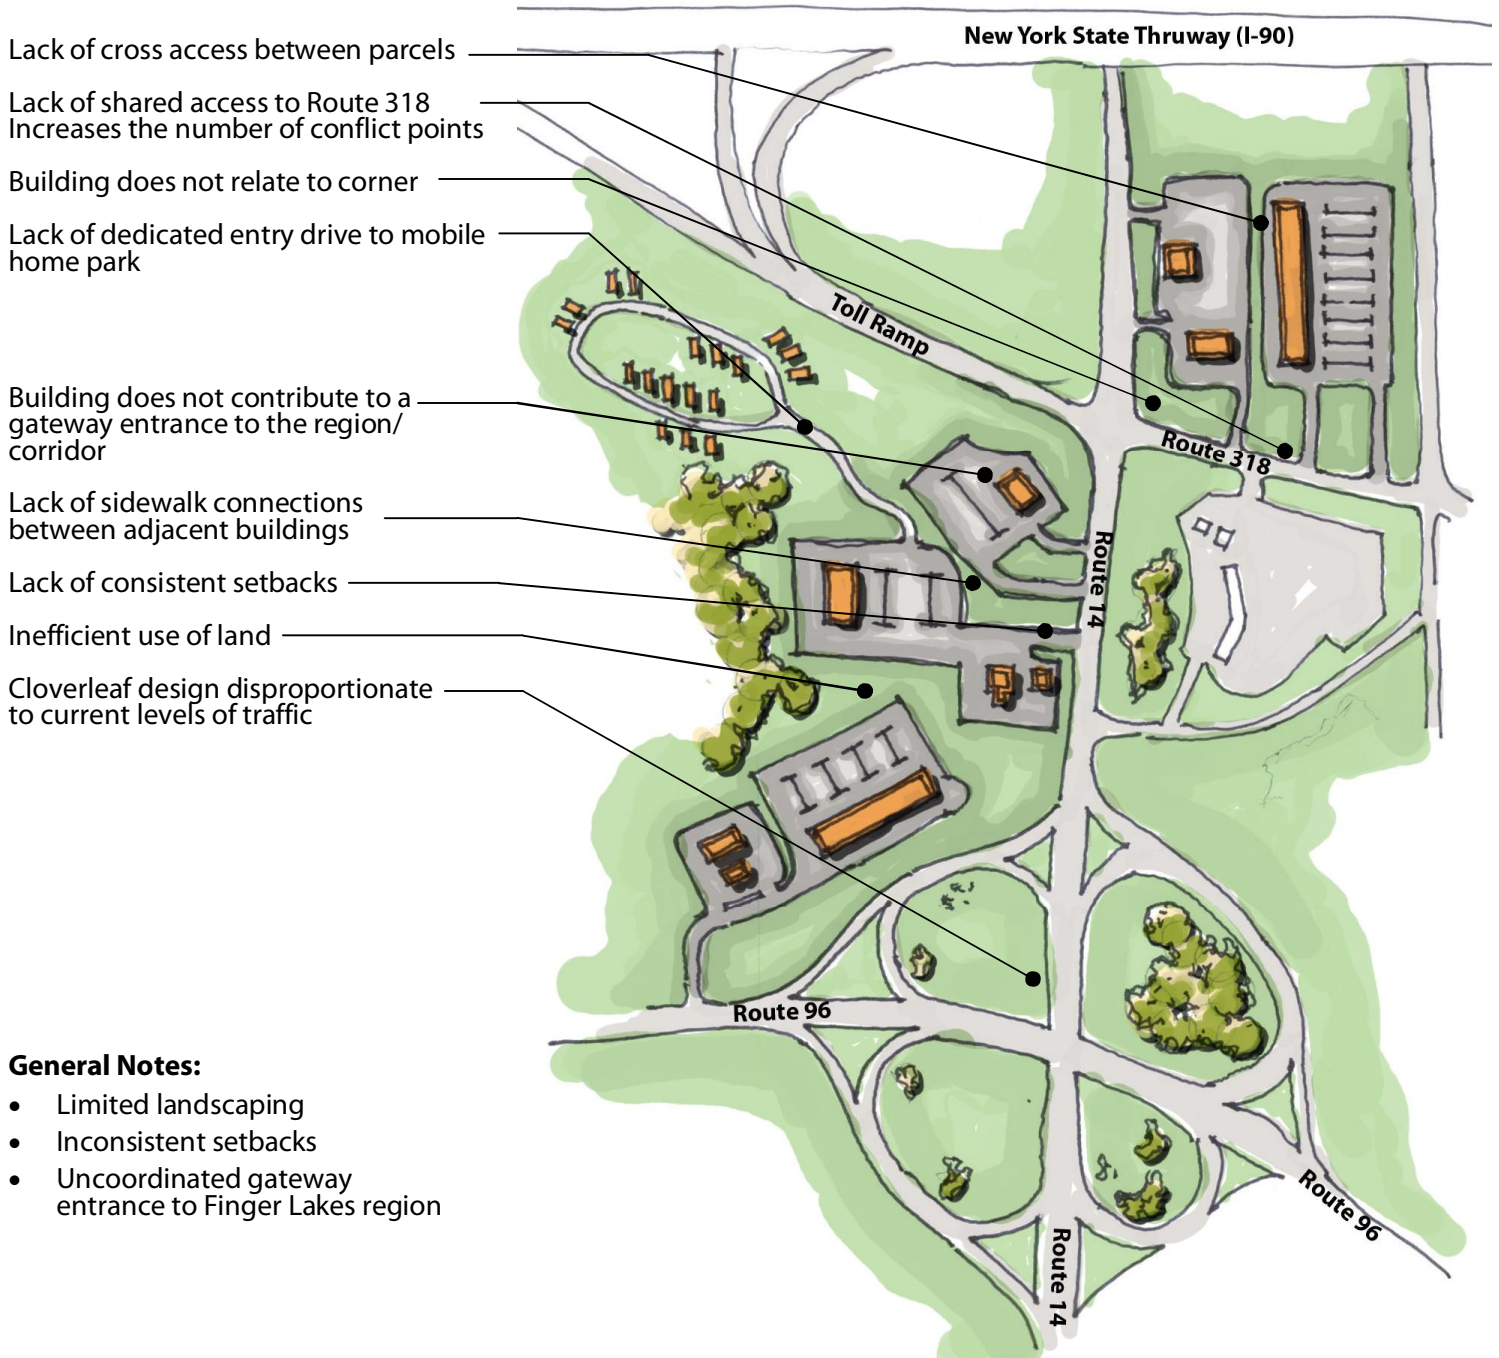 New York State Thruway (I-90)
Lack of cross access between parcels
Lack of shared access to Route 318
Increases the number of conflict points
Building does not relate to corner
Lack of dedicated entry drive to mobile
home park
Toll Ramp
Building does not contribute to a
gateway entrance to the region/
corridor
Route 318
Lack of sidewalk connections
between adjacent buildings
Route 14
Lack of consistent setbacks
Inefficient use of land
Cloverleaf design disproportionate
to current levels of traffic
Route 96
General Notes:
• Limited landscaping
• Inconsistent setbacks
• Uncoordinated gateway
entrance to Finger Lakes region
Route 96
Route 14